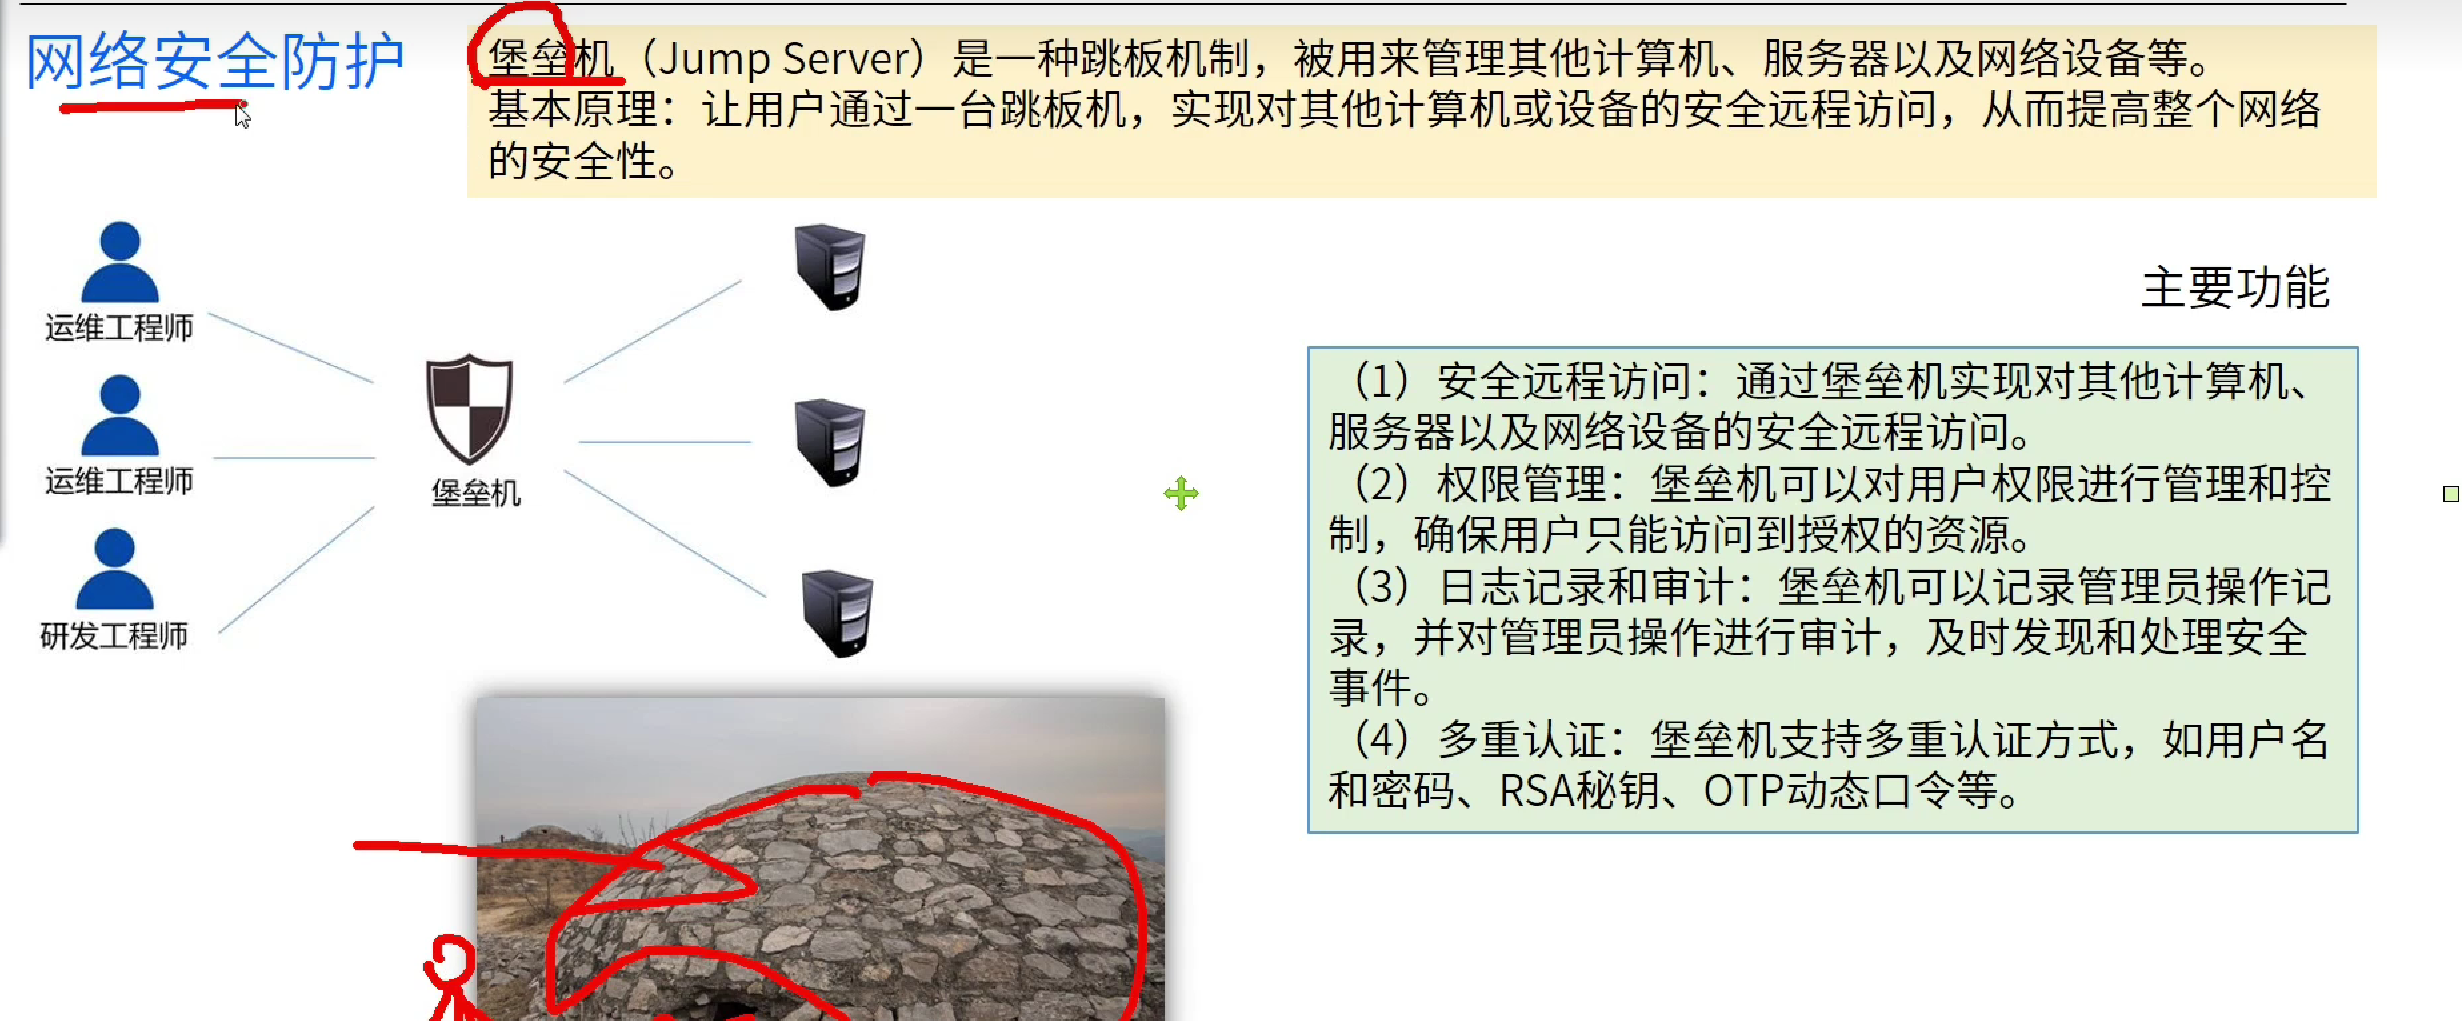 网络安全防护
堡垒机（Jump Server）是一种跳板机制，被用来管理其他计算机、服务器以及网络设备等。
基本原理：让用户通过一台跳板机，实现对其他计算机或设备的安全远程访问，从而提高整个网络
的安全性。
运维工程师
运维工程师
研发工程师
堡垒机
主要功能
（1）安全远程访问：通过堡垒机实现对其他计算机、
服务器以及网络设备的安全远程访问。
（2）权限管理：堡垒机可以对用户权限进行管理和控
制，确保用户只能访问到授权的资源。
（3）日志记录和审计：堡垒机可以记录管理员操作记
录，并对管理员操作进行审计，及时发现和处理安全
事件。
（4）多重认证：堡垒机支持多重认证方式，如用户名
和密码、RSA秘钥、OTP动态口令等。